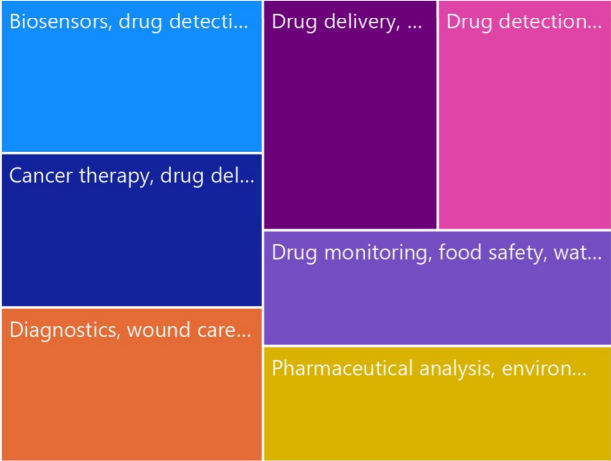 Biosensors, drug detecti...
Cancer therapy, drug del...
Diagnostics, wound care...
Drug delivery, ...
Drug detection...
Drug monitoring, food safety, wat...
Pharmaceutical analysis, environ...